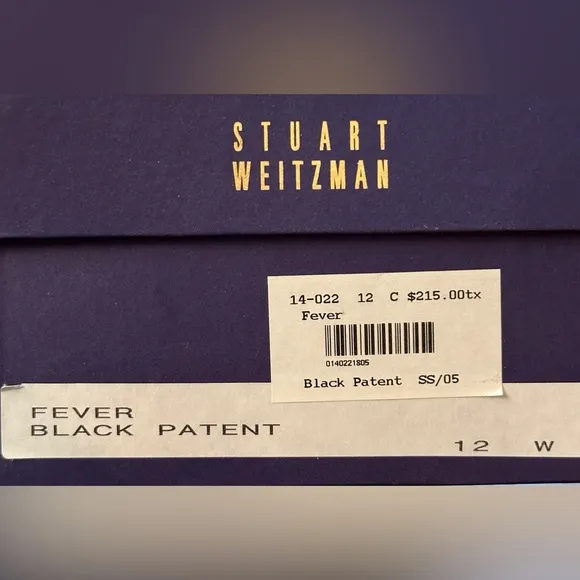 STUART
WEITZMAN
14-022 12 C $215.00tx
Fever
0140221805
Black Patent SS/05
FEVER
BLACK PATENT
12 W